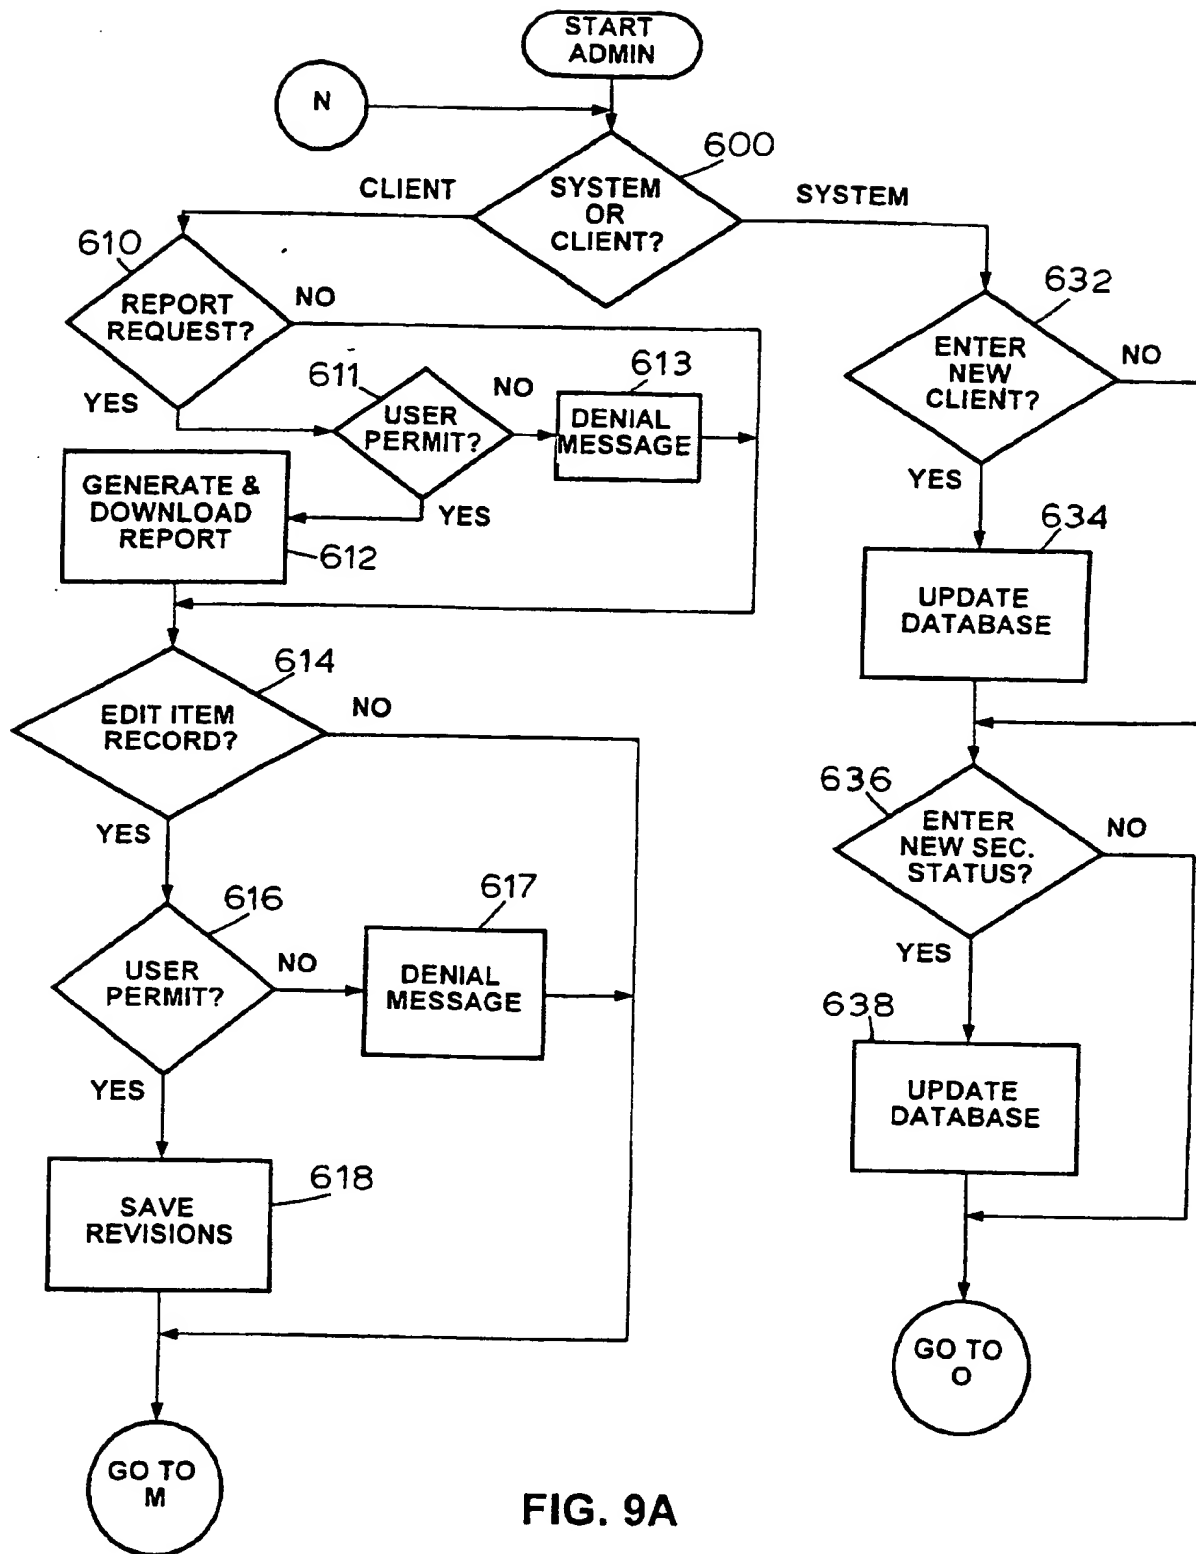 START
ADMIN
N
600
SYSTEM
OR
CLIENT?
CLIENT
SYSTEM
610
REPORT
REQUEST?
NO
YES
611
USER
PERMIT?
NO
YES
613
DENIAL
MESSAGE
GENERATE &
DOWNLOAD
REPORT
612
614
EDIT ITEM
RECORD?
NO
YES
616
USER
PERMIT?
NO
YES
617
DENIAL
MESSAGE
618
SAVE
REVISIONS
GO TO
M
632
ENTER
NEW
CLIENT?
NO
YES
634
UPDATE
DATABASE
636
ENTER
NEW SEC.
STATUS?
NO
YES
638
UPDATE
DATABASE
GO TO
O
FIG. 9A